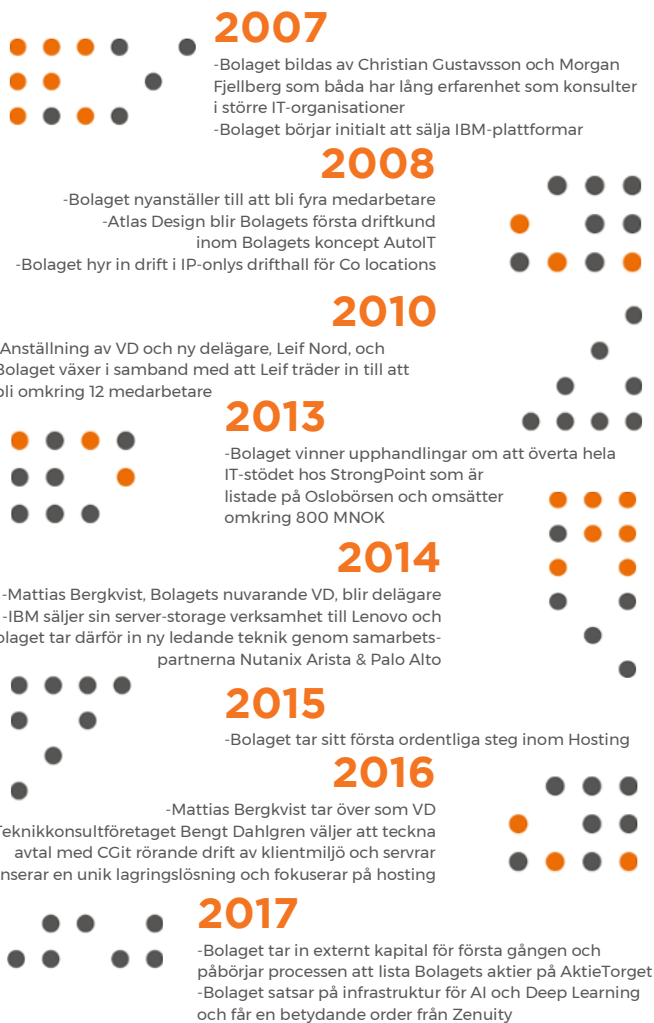 2007
-Bolaget bildas av Christian Gustavsson och Morgan
Fjellberg som båda har lång erfarenhet som konsulter
i större IT-organisationer
-Bolaget börjar initialt att sälja IBM-plattformar
2008
-Bolaget nyanställer till att bli fyra medarbetare
-Atlas Design blir Bolagets första driftkund
inom Bolagets koncept AutoIT
-Bolaget hyr in drift i IP-onlys drifthall för Co locations
2010
Anställning av VD och ny delägare, Leif Nord, och
Bolaget växer i samband med att Leif träder in till att
bli omkring 12 medarbetare
2013
-Bolaget vinner upphandlingar om att överta hela
IT-stödet hos StrongPoint som är
listade på Oslobörsen och omsätter
omkring 800 MNOK
2014
-Mattias Bergkvist, Bolagets nuvarande VD, blir delägare
-IBM säljer sin server-storage verksamhet till Lenovo och
olaget tar därför in ny ledande teknik genom samarbets-
partnerna Nutanix Arista & Palo Alto
2015
-Bolaget tar sitt första ordentliga steg inom Hosting
2016
-Mattias Bergkvist tar över som VD
Teknikkonsultföretaget Bengt Dahlgren väljer att teckna
avtal med CGit rörande drift av klientmiljö och servrar
nserar en unik lagringslösning och fokuserar på hosting
2017
-Bolaget tar in externt kapital för första gången och
påbörjar processen att lista Bolagets aktier på AktieTorget
-Bolaget satsar på infrastruktur för AI och Deep Learning
och får en betydande order från Zenuity